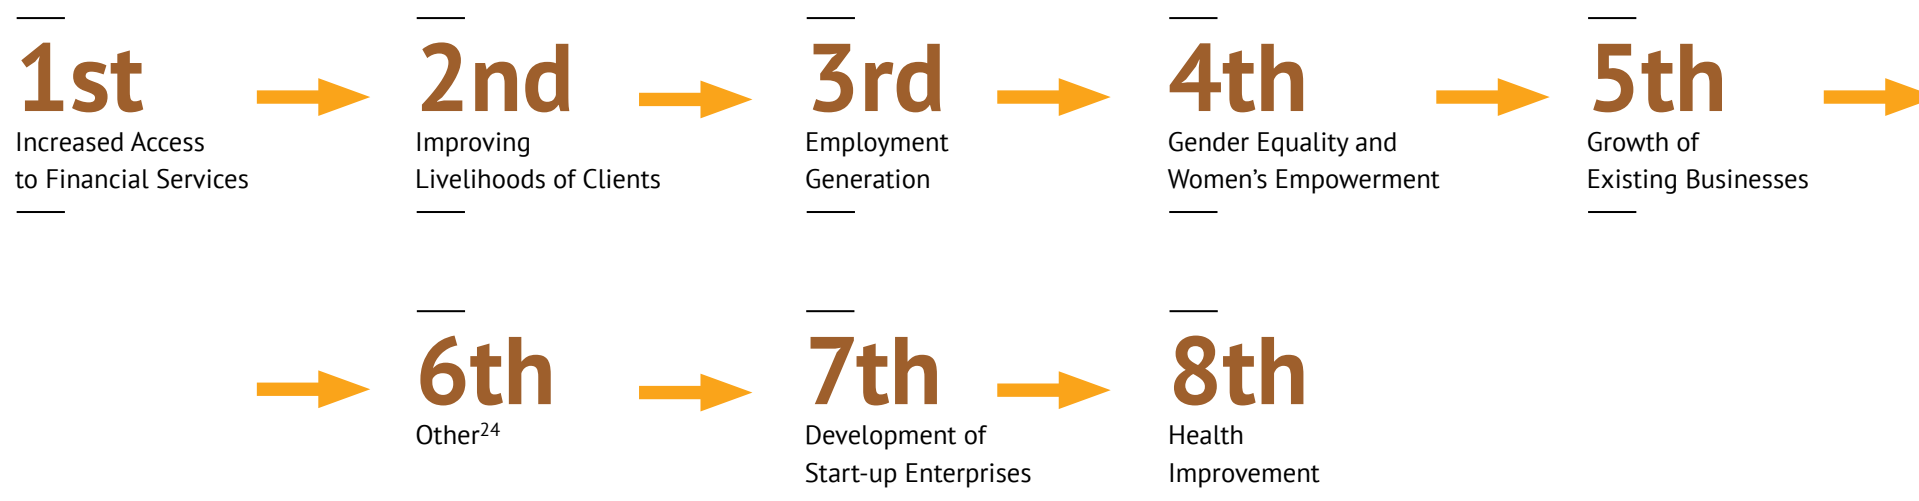 1st
Increased Access
to Financial Services
2nd
Improving
Livelihoods of Clients
3rd
Employment
Generation
4th
Gender Equality and
Women’s Empowerment
5th
Growth of
Existing Businesses
6th
Other24
7th
Development of
Start-up Enterprises
8th
Health
Improvement